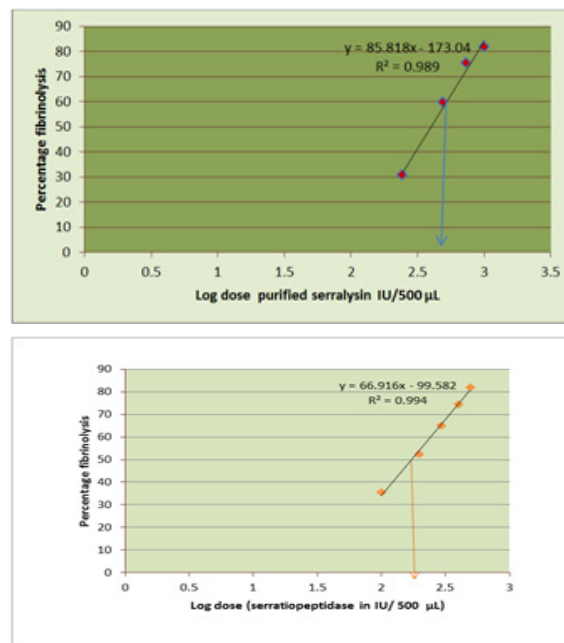 90
80
70
60
50
40
30
20
10
0
Percentage fibrinolysis
y = 85.818x - 173.04
R² = 0.989
0 0.5 1 1.5 2 2.5 3 3.5
Log dose purified serralysin IU/500 µL
90
80
70
60
50
40
30
20
10
0
Percentage fibrinolysis
y = 66.916x - 99.582
R² = 0.994
0 0.5 1 1.5 2 2.5 3
Log dose (serratiopeptidase in IU/ 500 µL)